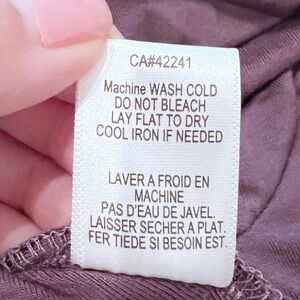 CA#42241
Machine WASH COLD
DO NOT BLEACH
LAY FLAT TO DRY
COOL IRON IF NEEDED
LAVER A FROID EN
MACHINE
PAS D'EAU DE JAVEL.
LAISSER SECHER A PLAT.
FER TIEDE SI BESOIN EST.